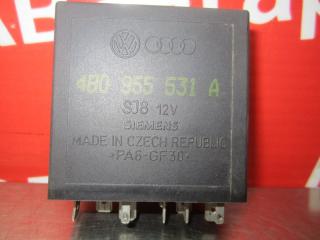 4B0 955 531 A
SJ8 12V
SIEMENS
MADE IN CZECH REPUBLIC
>PA6-GF30<